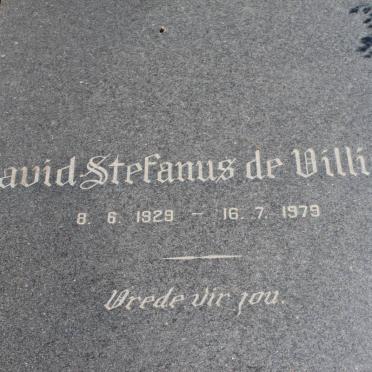 avid Stefanus de Villi
8. 6. 1929 – 16. 7. 1979
Vrede vir jou.